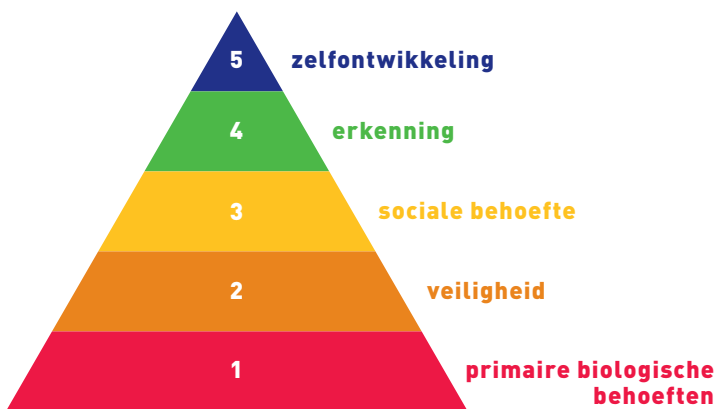 5 zelfontwikkeling
4 erkenning
3 sociale behoefte
2 veiligheid
1 primaire biologische
behoeften